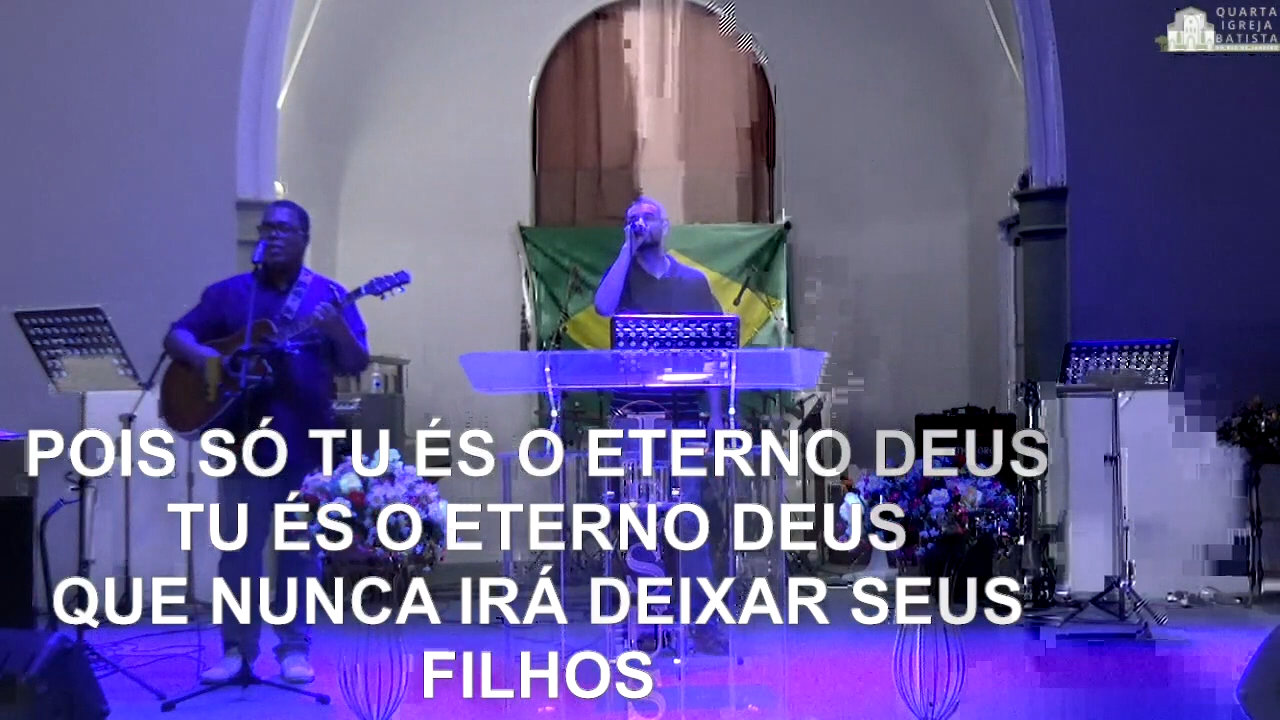 QUARTA
IGREJA
BATISTA
POIS SÓ TU ÉS O ETERNO DEUS
TU ÉS O ETERNO DEUS
QUE NUNCA IRÁ DEIXAR SEUS
FILHOS